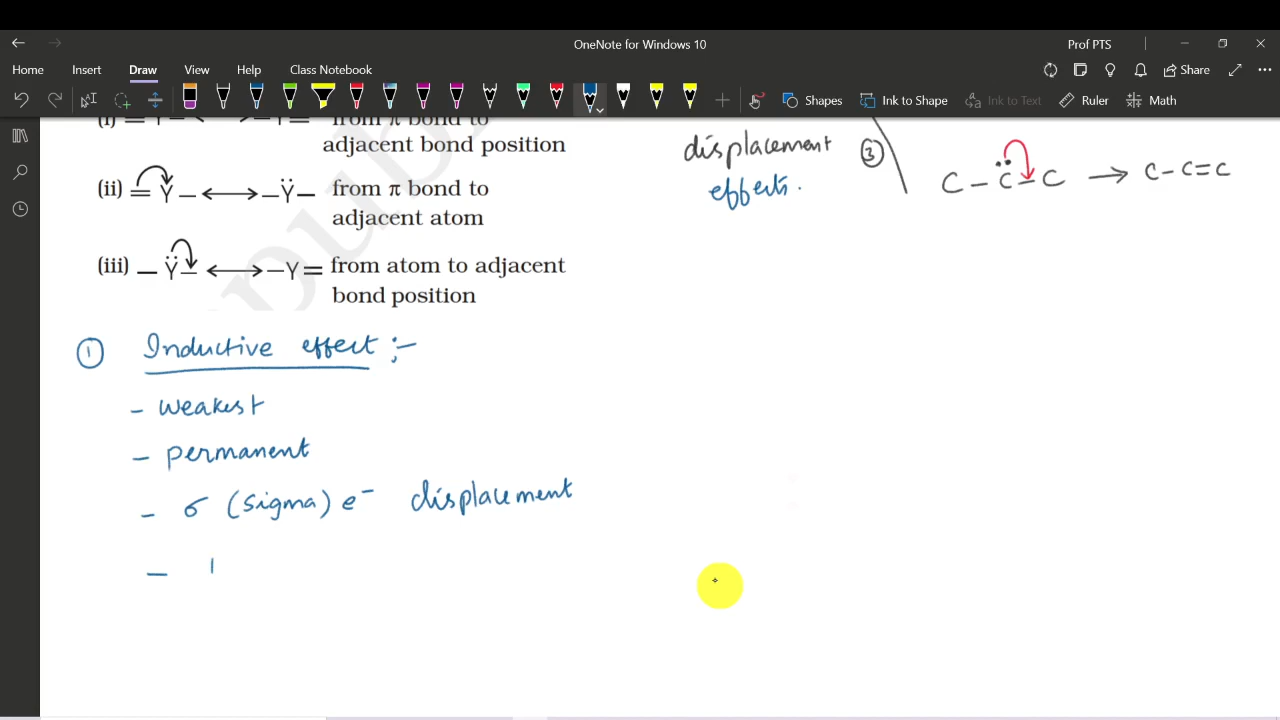 OneNote for Windows 10
Prof PTS
Home Insert Draw View Help Class Notebook
Share
Shapes Ink to Shape Ink to Text Ruler Math
from π bond to
adjacent bond position
(ii) = Y – ⟷ –Ÿ– from π bond to
adjacent atom
(iii) – Ÿ – ⟷ –Y= from atom to adjacent
bond position
displacement
effects.
③ C – C̈ – C → C – C = C
① Inductive effect :-
- weakest
- permanent
- σ (sigma) e⁻ displacement
-